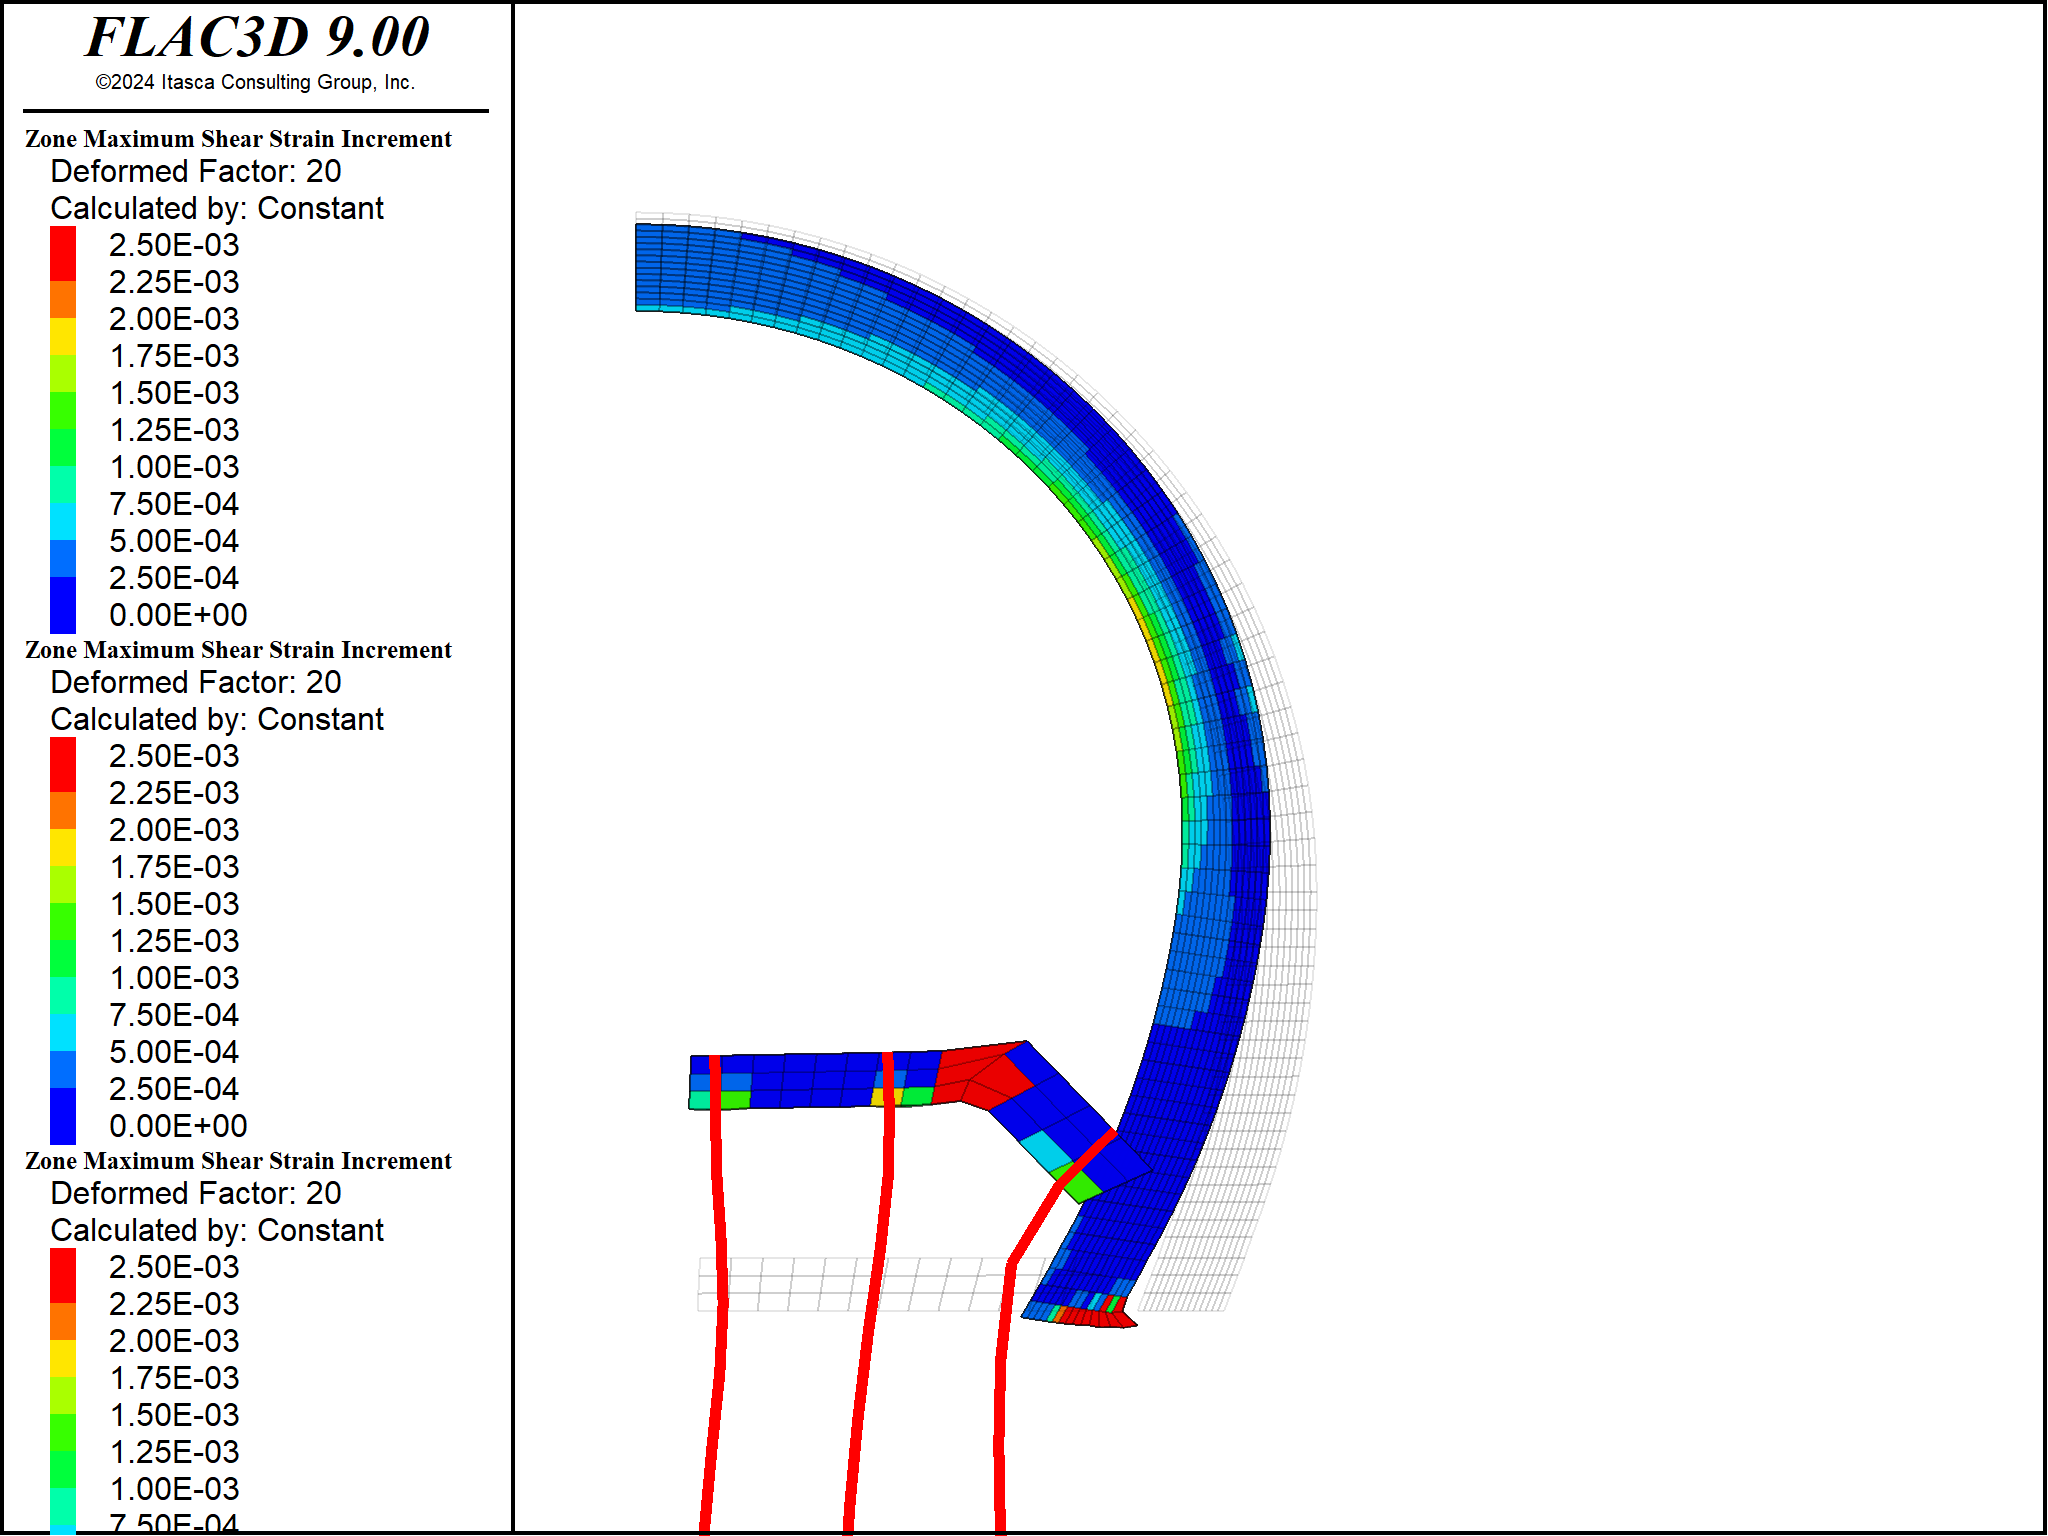 FLAC3D 9.00
©2024 Itasca Consulting Group, Inc.
Zone Maximum Shear Strain Increment
Deformed Factor: 20
Calculated by: Constant
2.50E-03
2.25E-03
2.00E-03
1.75E-03
1.50E-03
1.25E-03
1.00E-03
7.50E-04
5.00E-04
2.50E-04
0.00E+00
Zone Maximum Shear Strain Increment
Deformed Factor: 20
Calculated by: Constant
2.50E-03
2.25E-03
2.00E-03
1.75E-03
1.50E-03
1.25E-03
1.00E-03
7.50E-04
5.00E-04
2.50E-04
0.00E+00
Zone Maximum Shear Strain Increment
Deformed Factor: 20
Calculated by: Constant
2.50E-03
2.25E-03
2.00E-03
1.75E-03
1.50E-03
1.25E-03
1.00E-03
7.50E-04